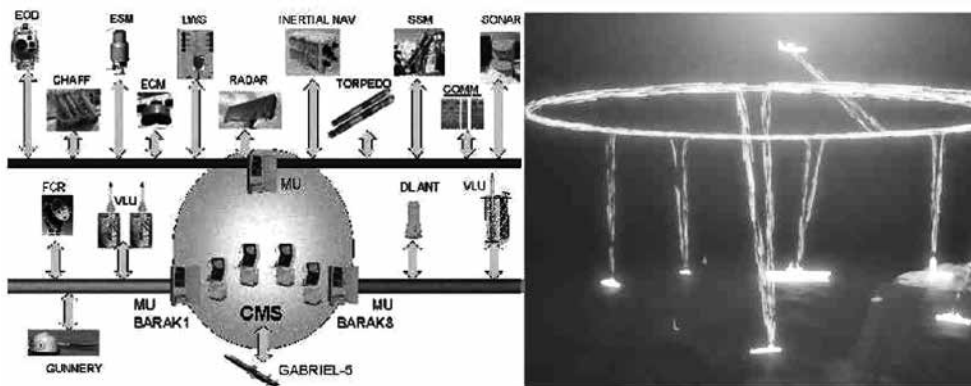 EOD ESM LWS INERTIAL NAV SSM SONAR
CHAFF ECM RADAR TORPEDO COMM
MU
FCR VLU DL ANT VLU
CMS
MU MU
BARAK1 BARAK8
GUNNERY GABRIEL-5